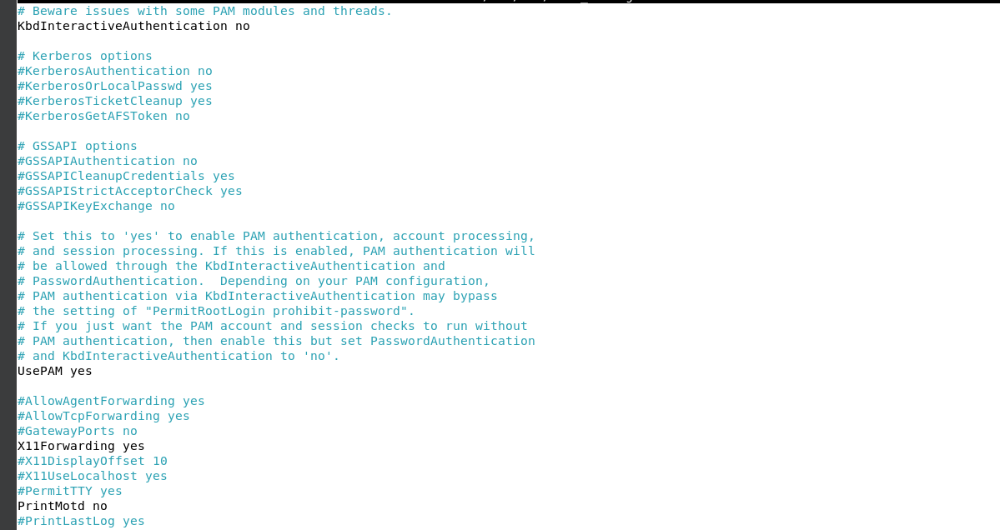 # Beware issues with some PAM modules and threads.
KbdInteractiveAuthentication no
# Kerberos options
#KerberosAuthentication no
#KerberosOrLocalPasswd yes
#KerberosTicketCleanup yes
#KerberosGetAFSToken no
# GSSAPI options
#GSSAPIAuthentication no
#GSSAPICleanupCredentials yes
#GSSAPIStrictAcceptorCheck yes
#GSSAPIKeyExchange no
# Set this to 'yes' to enable PAM authentication, account processing,
# and session processing. If this is enabled, PAM authentication will
# be allowed through the KbdInteractiveAuthentication and
# PasswordAuthentication.  Depending on your PAM configuration,
# PAM authentication via KbdInteractiveAuthentication may bypass
# the setting of "PermitRootLogin prohibit-password".
# If you just want the PAM account and session checks to run without
# PAM authentication, then enable this but set PasswordAuthentication
# and KbdInteractiveAuthentication to 'no'.
UsePAM yes
#AllowAgentForwarding yes
#AllowTcpForwarding yes
#GatewayPorts no
X11Forwarding yes
#X11DisplayOffset 10
#X11UseLocalhost yes
#PermitTTY yes
PrintMotd no
#PrintLastLog yes